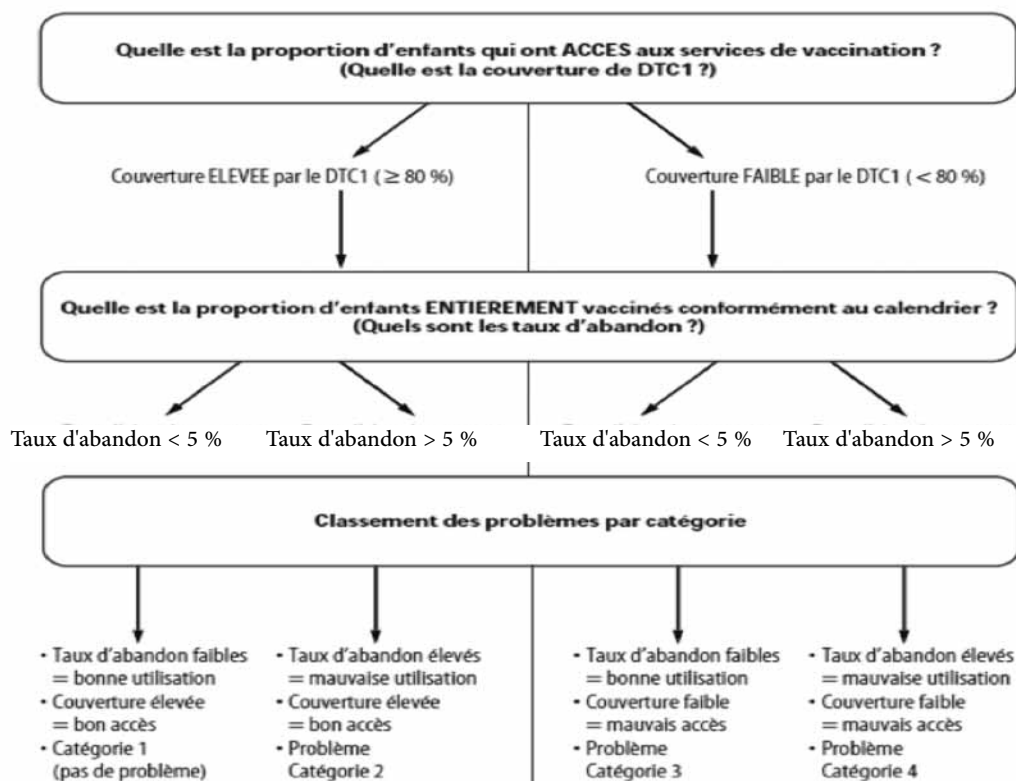 Quelle est la proportion d'enfants qui ont ACCES aux services de vaccination ?
(Quelle est la couverture de DTC1 ?)
Couverture ELEVEE par le DTC1 (≥ 80 %)
Couverture FAIBLE par le DTC1 (< 80 %)
Quelle est la proportion d'enfants ENTIEREMENT vaccinés conformément au calendrier ?
(Quels sont les taux d'abandon ?)
Taux d'abandon < 5 %
Taux d'abandon > 5 %
Taux d'abandon < 5 %
Taux d'abandon > 5 %
Classement des problèmes par catégorie
• Taux d'abandon faibles
= bonne utilisation
• Couverture élevée
= bon accès
• Catégorie 1
(pas de problème)
• Taux d'abandon élevés
= mauvaise utilisation
• Couverture élevée
= bon accès
• Problème
Catégorie 2
• Taux d'abandon faibles
= bonne utilisation
• Couverture faible
= mauvais accès
• Problème
Catégorie 3
• Taux d'abandon élevés
= mauvaise utilisation
• Couverture faible
= mauvais accès
• Problème
Catégorie 4